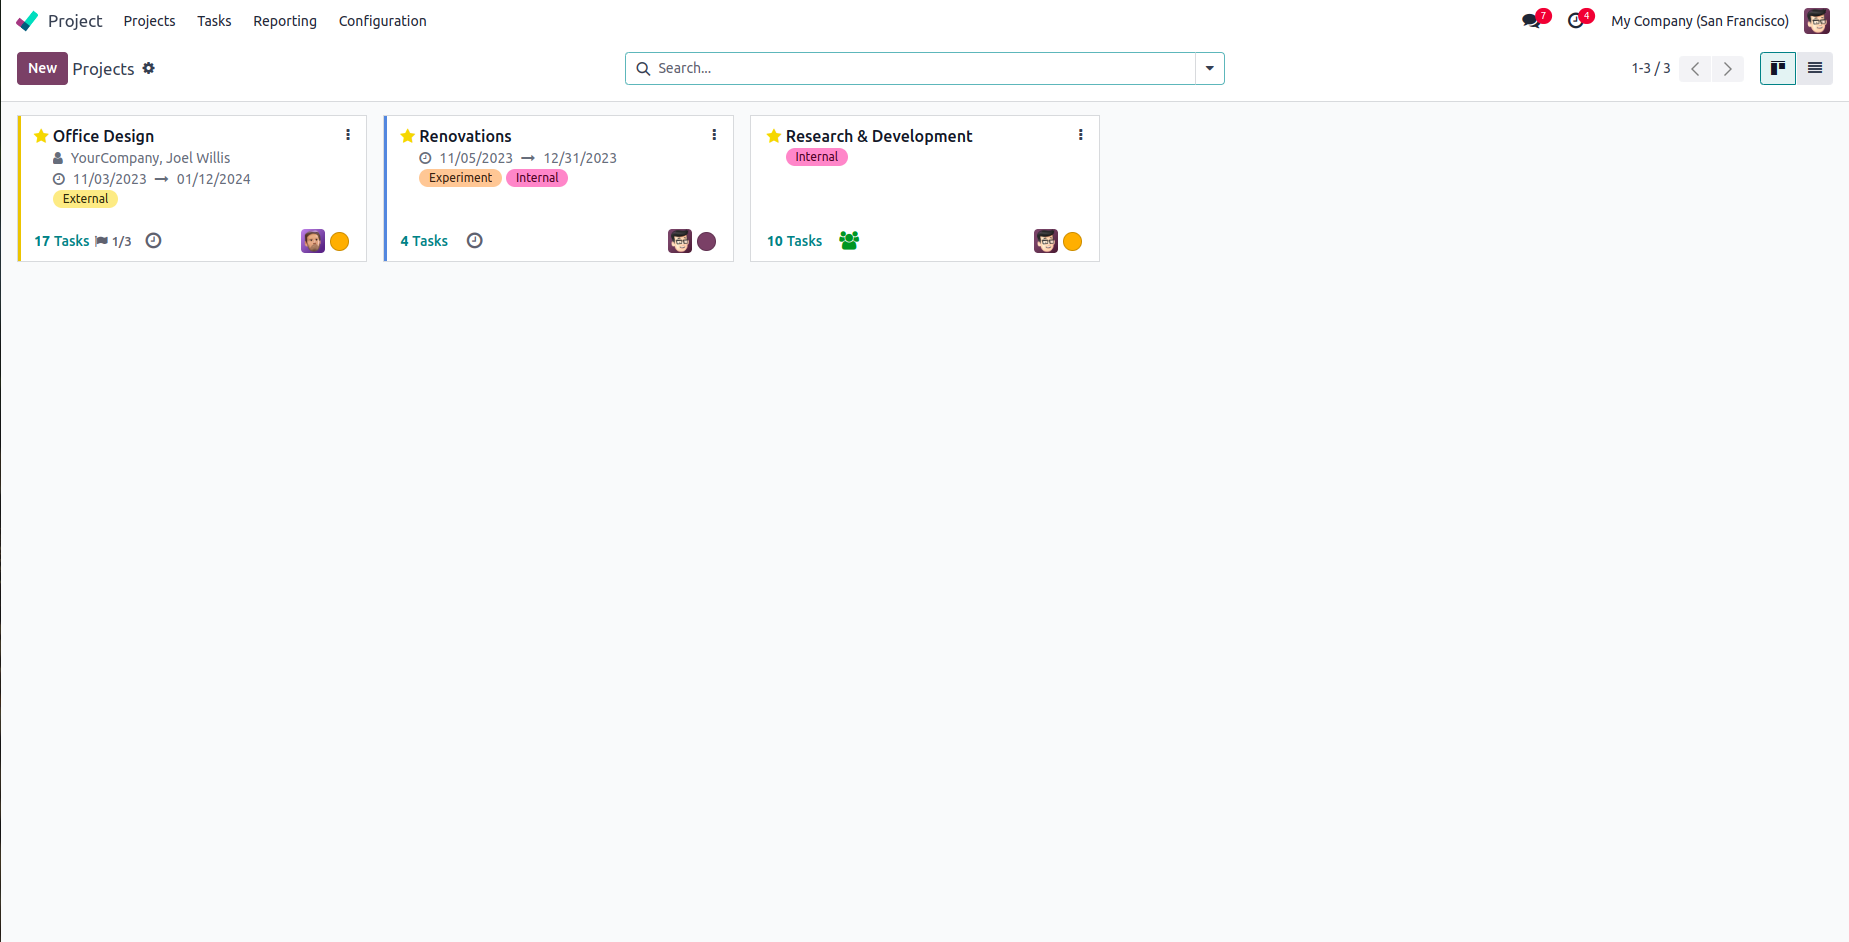 Project Projects Tasks Reporting Configuration 7 4 My Company (San Francisco)
New Projects Search... 1-3 / 3
Office Design
YourCompany, Joel Willis
11/03/2023 → 01/12/2024
External
17 Tasks 1/3
Renovations
11/05/2023 → 12/31/2023
Experiment Internal
4 Tasks
Research & Development
Internal
10 Tasks